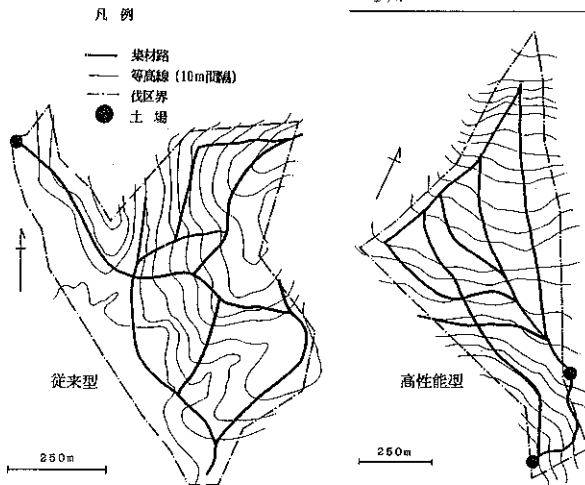 凡 例
集材路
等高線 (10m間隔)
伐区界
土 場
従来型
250m
高性能型
250m